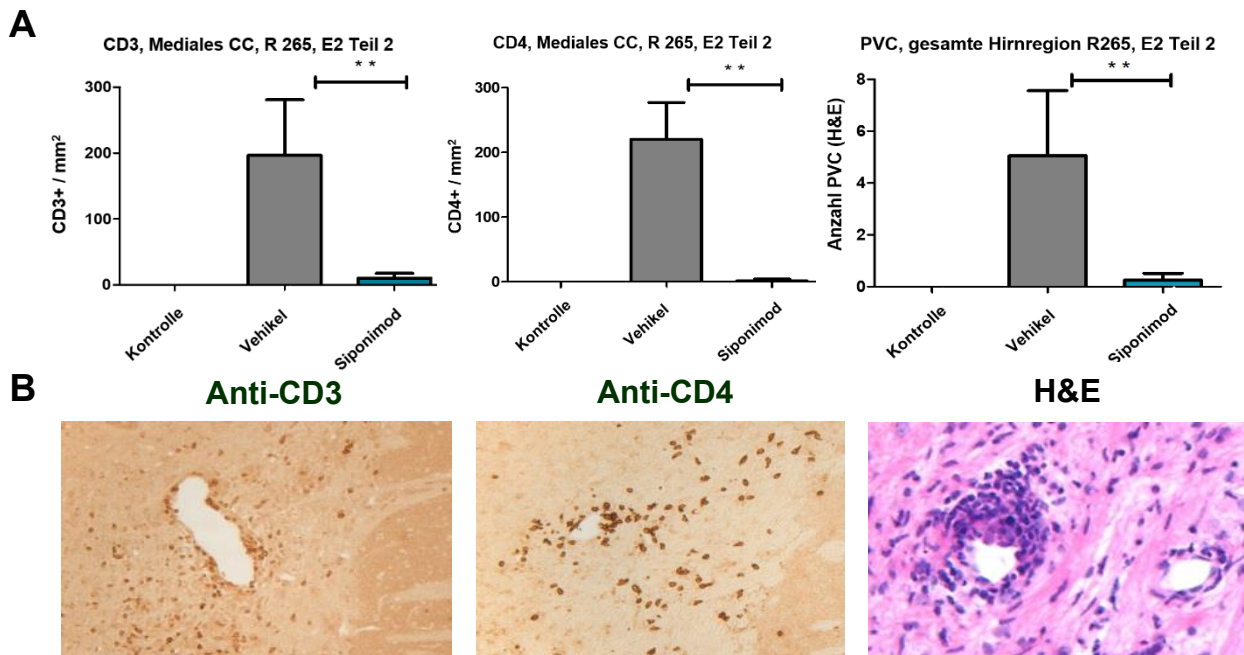 A
CD3, Mediales CC, R 265, E2 Teil 2
CD3+ / mm²
300
200
100
0
**
Kontrolle
Vehikel
Siponimod
CD4, Mediales CC, R 265, E2 Teil 2
CD4+ / mm²
300
200
100
0
**
Kontrolle
Vehikel
Siponimod
PVC, gesamte Hirnregion R265, E2 Teil 2
Anzahl PVC (H&E)
8
6
4
2
0
**
Kontrolle
Vehikel
Siponimod
B
Anti-CD3
Anti-CD4
H&E